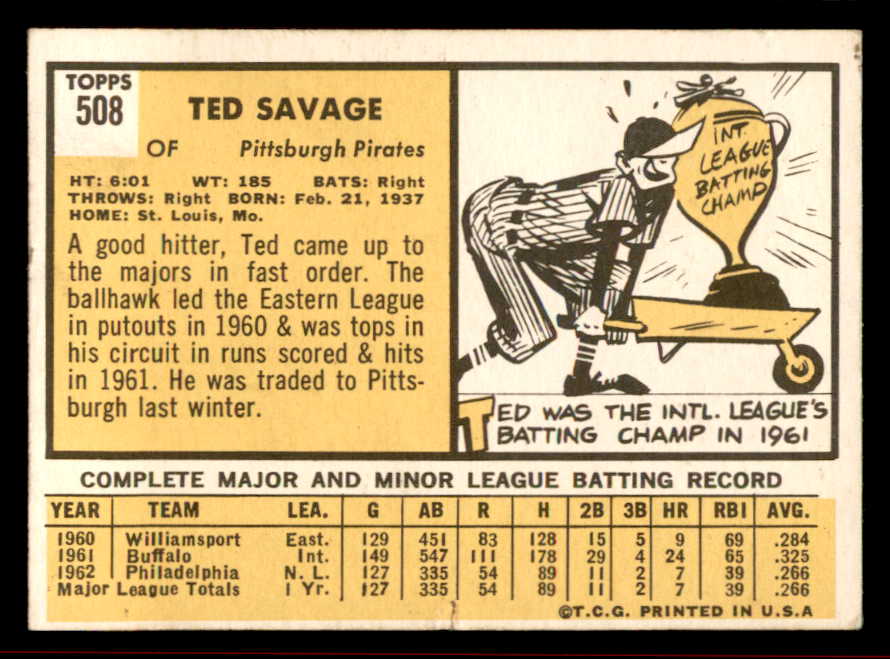 TOPPS
508
TED SAVAGE
OF Pittsburgh Pirates
HT: 6:01 WT: 185 BATS: Right
THROWS: Right BORN: Feb. 21, 1937
HOME: St. Louis, Mo.
A good hitter, Ted came up to
the majors in fast order. The
ballhawk led the Eastern League
in putouts in 1960 & was tops in
his circuit in runs scored & hits
in 1961. He was traded to Pitts-
burgh last winter.
INT.
LEAGUE
BATTING
CHAMP
TED WAS THE INTL. LEAGUE'S
BATTING CHAMP IN 1961
COMPLETE MAJOR AND MINOR LEAGUE BATTING RECORD
YEAR TEAM LEA. G AB R H 2B 3B HR RBI AVG.
1960 Williamsport East. 129 451 83 128 15 5 9 69 .284
1961 Buffalo Int. 149 547 111 178 29 4 24 65 .325
1962 Philadelphia N. L. 127 335 54 89 11 2 7 39 .266
Major League Totals 1 Yr. 127 335 54 89 11 2 7 39 .266
©T.C.G. PRINTED IN U.S.A